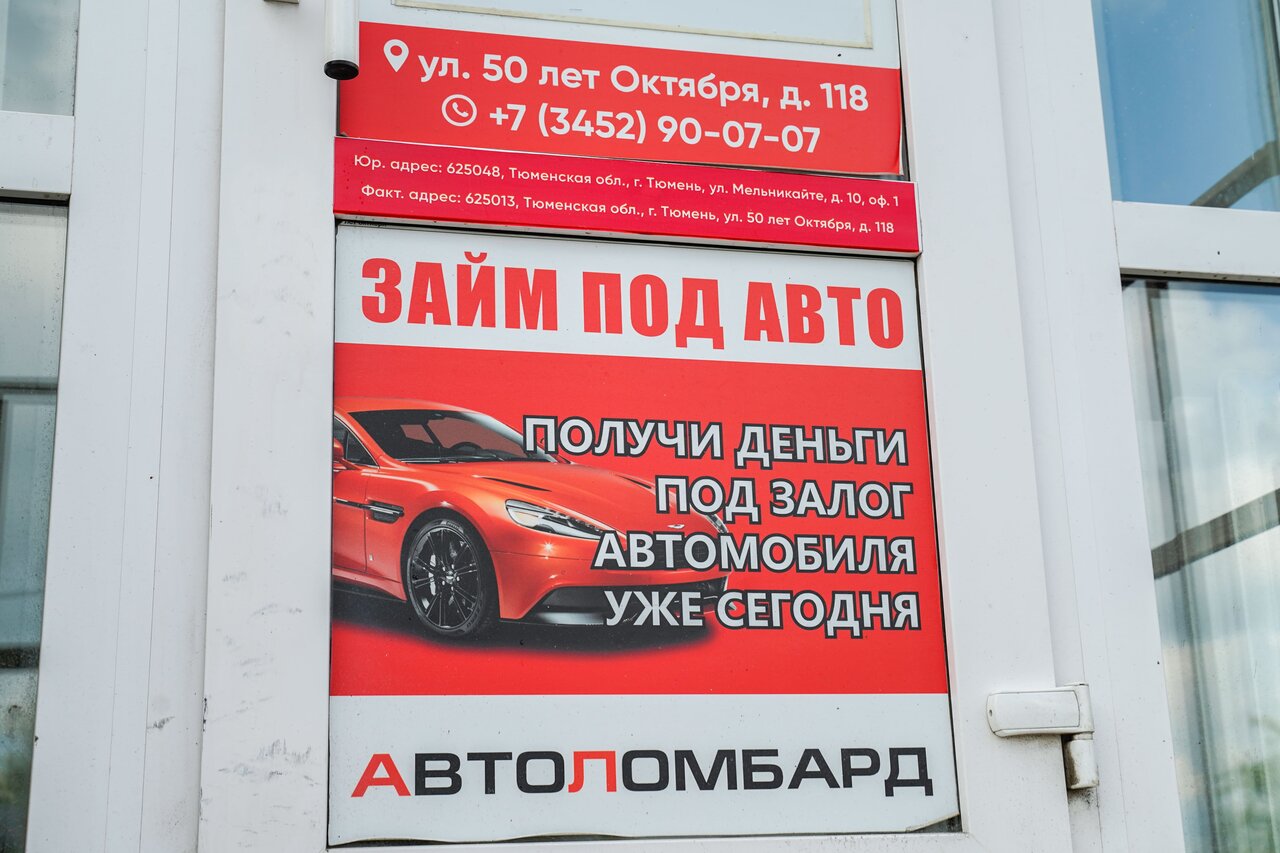 ул. 50 лет Октября, д. 118
+7 (3452) 90-07-07
Юр. адрес: 625048, Тюменская обл., г. Тюмень, ул. Мельникайте, д. 10, оф. 1
Факт. адрес: 625013, Тюменская обл., г. Тюмень, ул. 50 лет Октября, д. 118
ЗАЙМ ПОД АВТО
ПОЛУЧИ ДЕНЬГИ
ПОД ЗАЛОГ
АВТОМОБИЛЯ
УЖЕ СЕГОДНЯ
АВТОЛОМБАРД